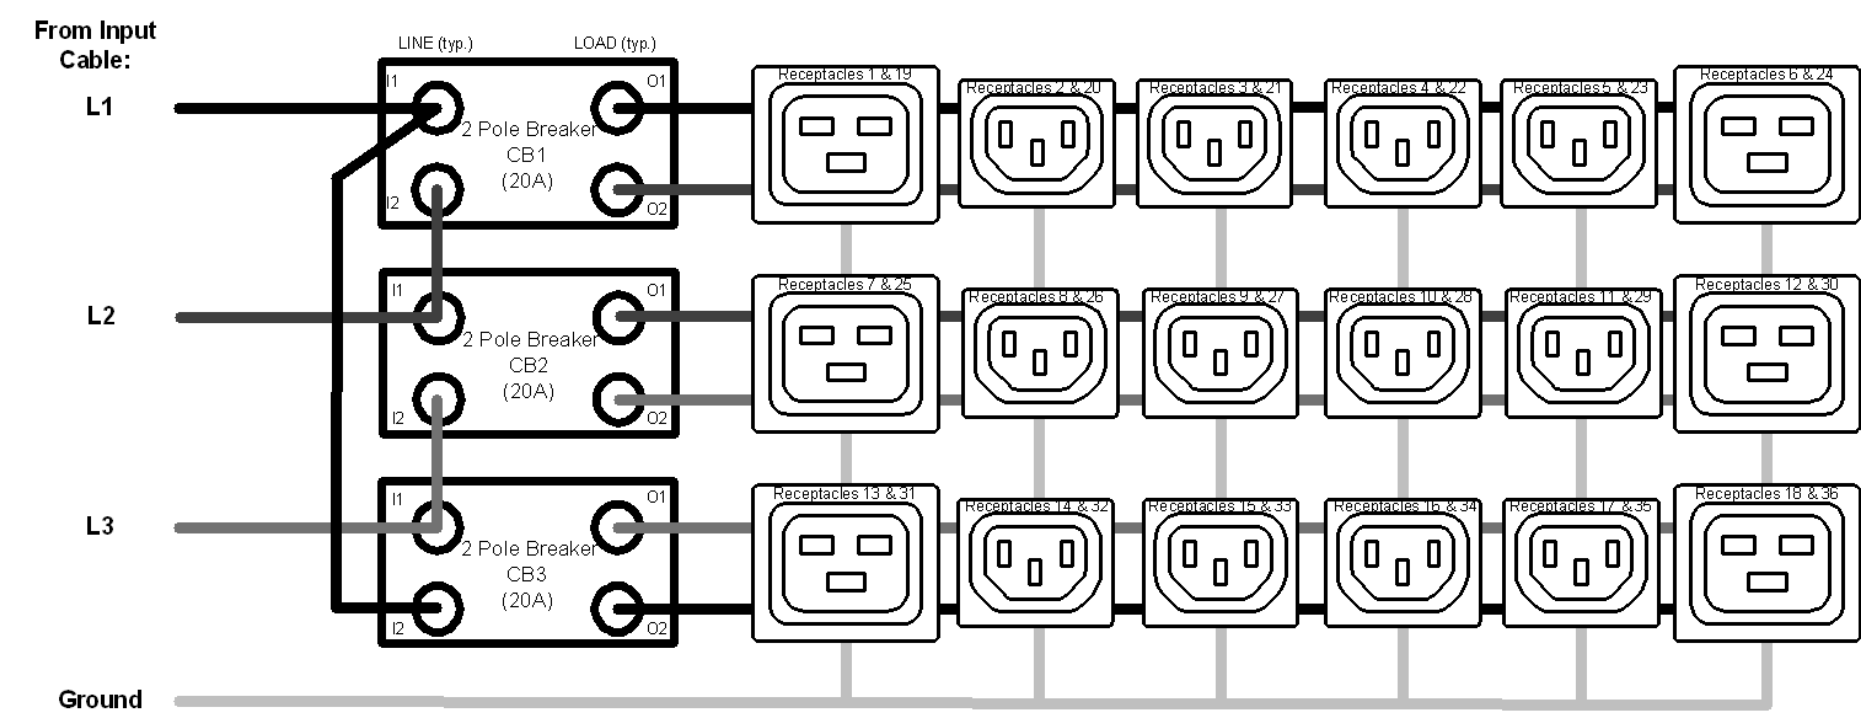 From Input
Cable:
LINE (typ.)
LOAD (typ.)
L1
I1
O1
2 Pole Breaker
CB1
(20A)
I2
O2
Receptacles 1 & 19
Receptacles 2 & 20
Receptacles 3 & 21
Receptacles 4 & 22
Receptacles 5 & 23
Receptacles 6 & 24
L2
I1
O1
2 Pole Breaker
CB2
(20A)
I2
O2
Receptacles 7 & 25
Receptacles 8 & 26
Receptacles 9 & 27
Receptacles 10 & 28
Receptacles 11 & 29
Receptacles 12 & 30
L3
I1
O1
2 Pole Breaker
CB3
(20A)
I2
O2
Receptacles 13 & 31
Receptacles 14 & 32
Receptacles 15 & 33
Receptacles 16 & 34
Receptacles 17 & 35
Receptacles 18 & 36
Ground